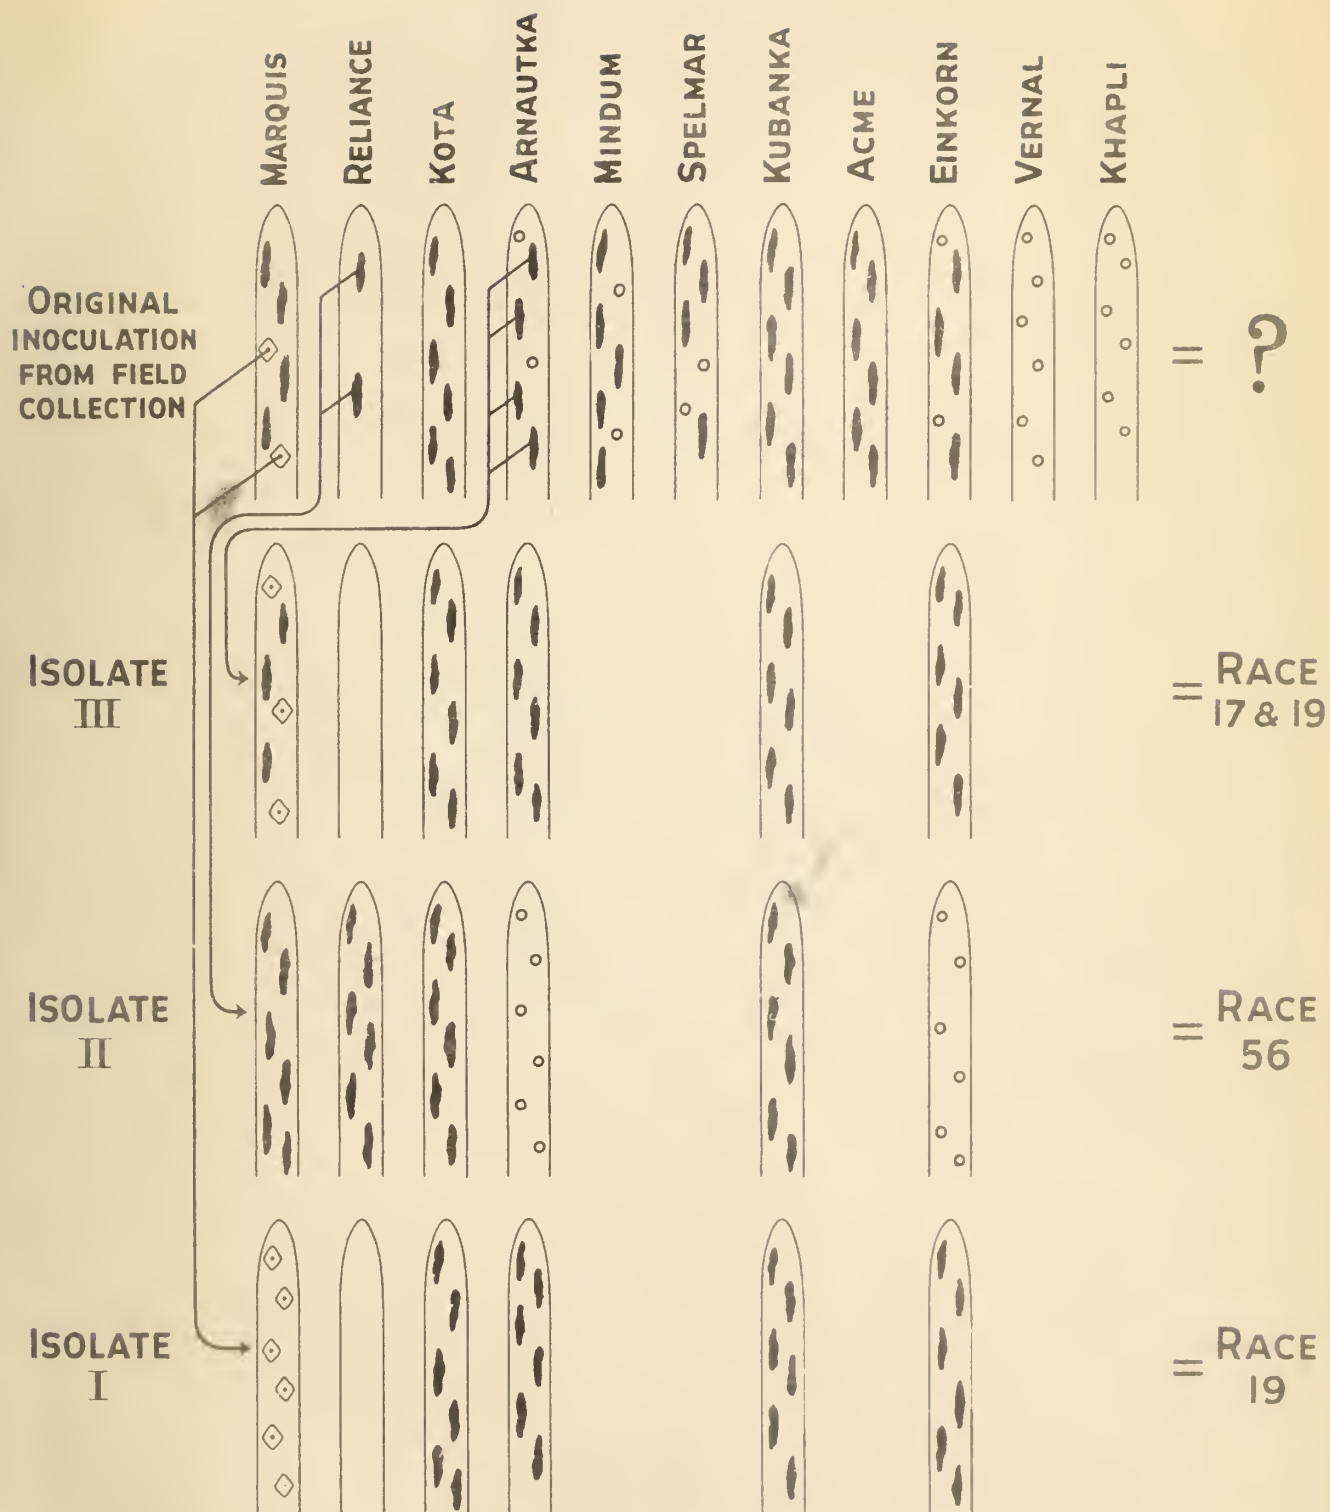 MARQUIS
RELIANCE
KOTA
ARNAUTKA
MINDUM
SPELMAR
KUBANKA
ACME
EINKORN
VERNAL
KHAPLI
ORIGINAL
INOCULATION
FROM FIELD
COLLECTION
= ?
ISOLATE
III
= RACE
17 & 19
ISOLATE
II
= RACE
56
ISOLATE
I
= RACE
19